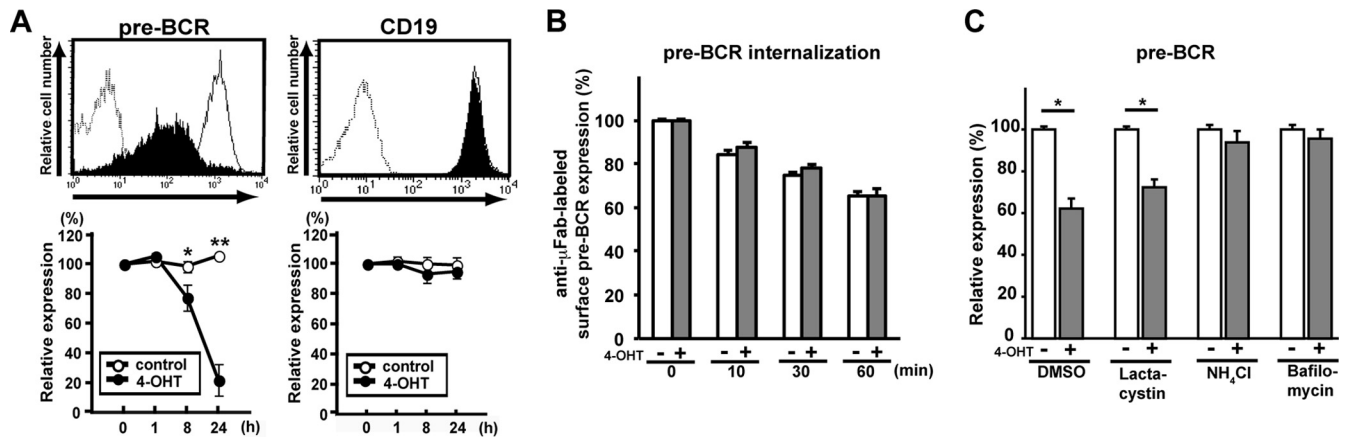 A
pre-BCR
CD19
Relative cell number
10⁰ 10¹ 10² 10³ 10⁴
Relative cell number
10⁰ 10¹ 10² 10³ 10⁴
(%)
120
100
80
60
40
20
0
Relative expression
* **
control
4-OHT
0 1 8 24 (h)
(%)
120
100
80
60
40
20
0
Relative expression
control
4-OHT
0 1 8 24 (h)
B
pre-BCR internalization
anti-μFab-labeled
surface pre-BCR expression (%)
100
80
60
40
20
0
4-OHT - + - + - + - +
0 10 30 60 (min)
C
pre-BCR
Relative expression (%)
100
80
60
40
20
0
* *
4-OHT - + - + - + - +
DMSO Lacta- NH₄Cl Bafilo-
cystin mycin